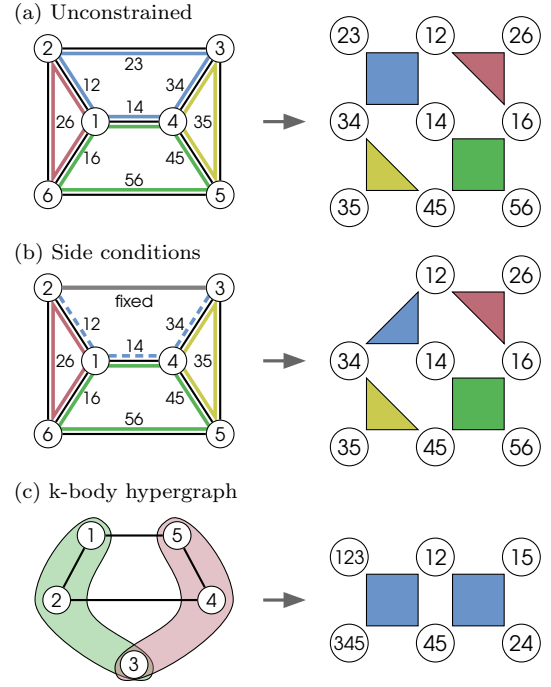 (a) Unconstrained
2 3 23 12 26
23
12 34
14
1 4 34 14 16
26 35
16 45
56
6 5 35 45 56
(b) Side conditions
2 3 12 26
fixed
12 34
14
1 4 34 14 16
26 35
16 45
56
6 5 35 45 56
(c) k-body hypergraph
1 5 123 12 15
2 4 345 45 24
3